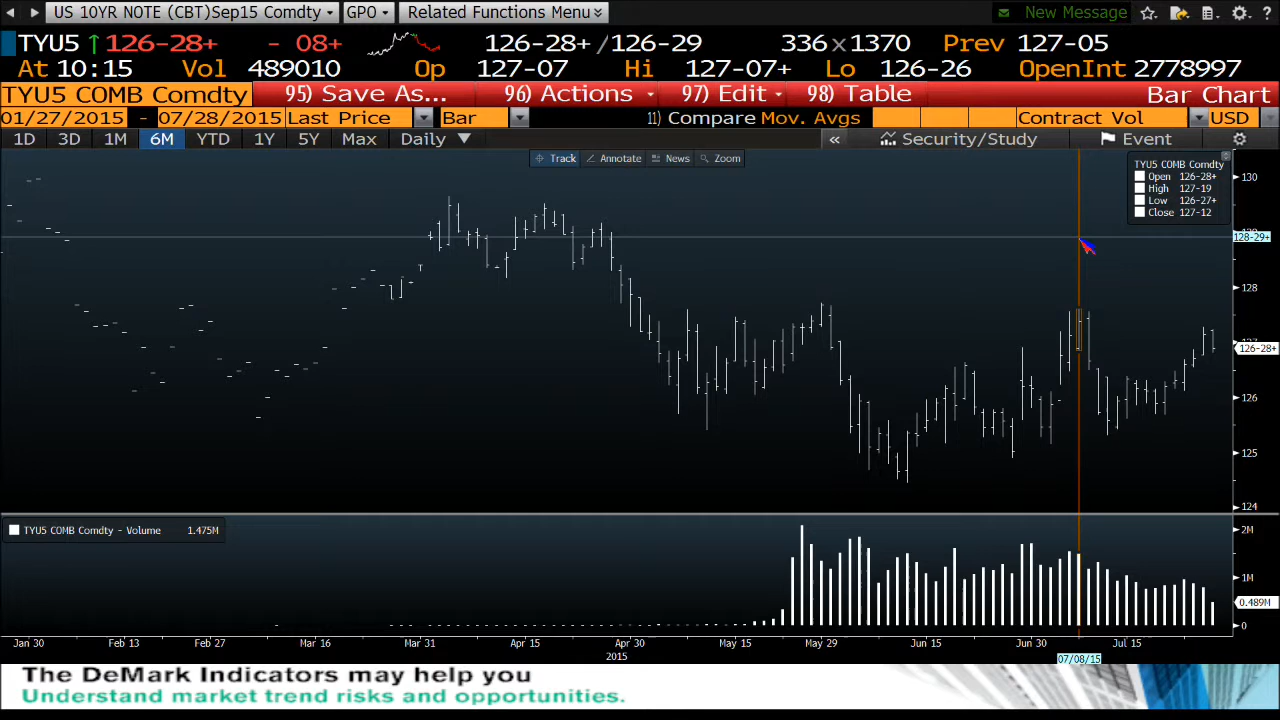 US 10YR NOTE (CBT)Sep15 Comdty GPO Related Functions Menu New Message
TYU5 126-28+ - 08+ 126-28+/126-29 336x1370 Prev 127-05
At 10:15 Vol 489010 Op 127-07 Hi 127-07+ Lo 126-26 OpenInt 2778997
TYU5 COMB Comdty 95) Save As... 96) Actions 97) Edit 98) Table Bar Chart
01/27/2015 - 07/28/2015 Last Price Bar 11) Compare Mov. Avgs Contract Vol USD
1D 3D 1M 6M YTD 1Y 5Y Max Daily « Security/Study Event
Track Annotate News Zoom
TYU5 COMB Comdty
Open 126-28+
High 127-19
Low 126-27+
Close 127-12
130
128-29+
128
126-28+
126
125
124
TYU5 COMB Comdty - Volume 1.475M
2M
1M
0.489M
0
Jan 30 Feb 13 Feb 27 Mar 16 Mar 31 Apr 15 Apr 30 May 15 May 29 Jun 15 Jun 30 Jul 15
2015
07/08/15
The DeMark Indicators may help you
Understand market trend risks and opportunities.